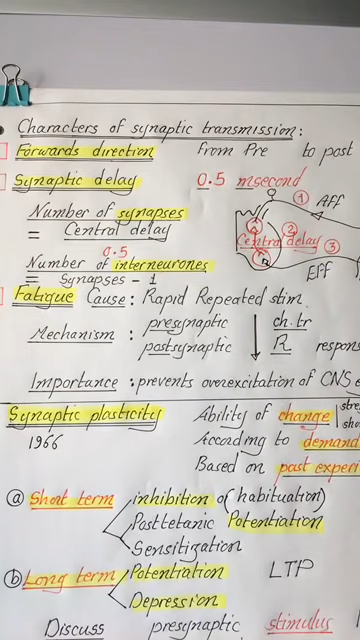 • Characters of synaptic transmission:
Forwards direction from Pre to post
Synaptic delay 0.5 msecond
① Aff
Number of synapses
= Central delay
0.5
②
Central delay ③
Eff
Number of interneurones
= Synapses - 1
Fatigue Cause: Rapid Repeated stim.
Mechanism: presynaptic ch.tr
postsynaptic R respons
Importance: prevents overexcitation of CNS
Synaptic plasticity Ability of change
1966 According to demand
Based on past experi
ⓐ Short term inhibition of (habituation)
Posttetanic Potentiation
Sensitization
ⓑ Long term Potentiation LTP
Depression
Discuss presynaptic stimulus